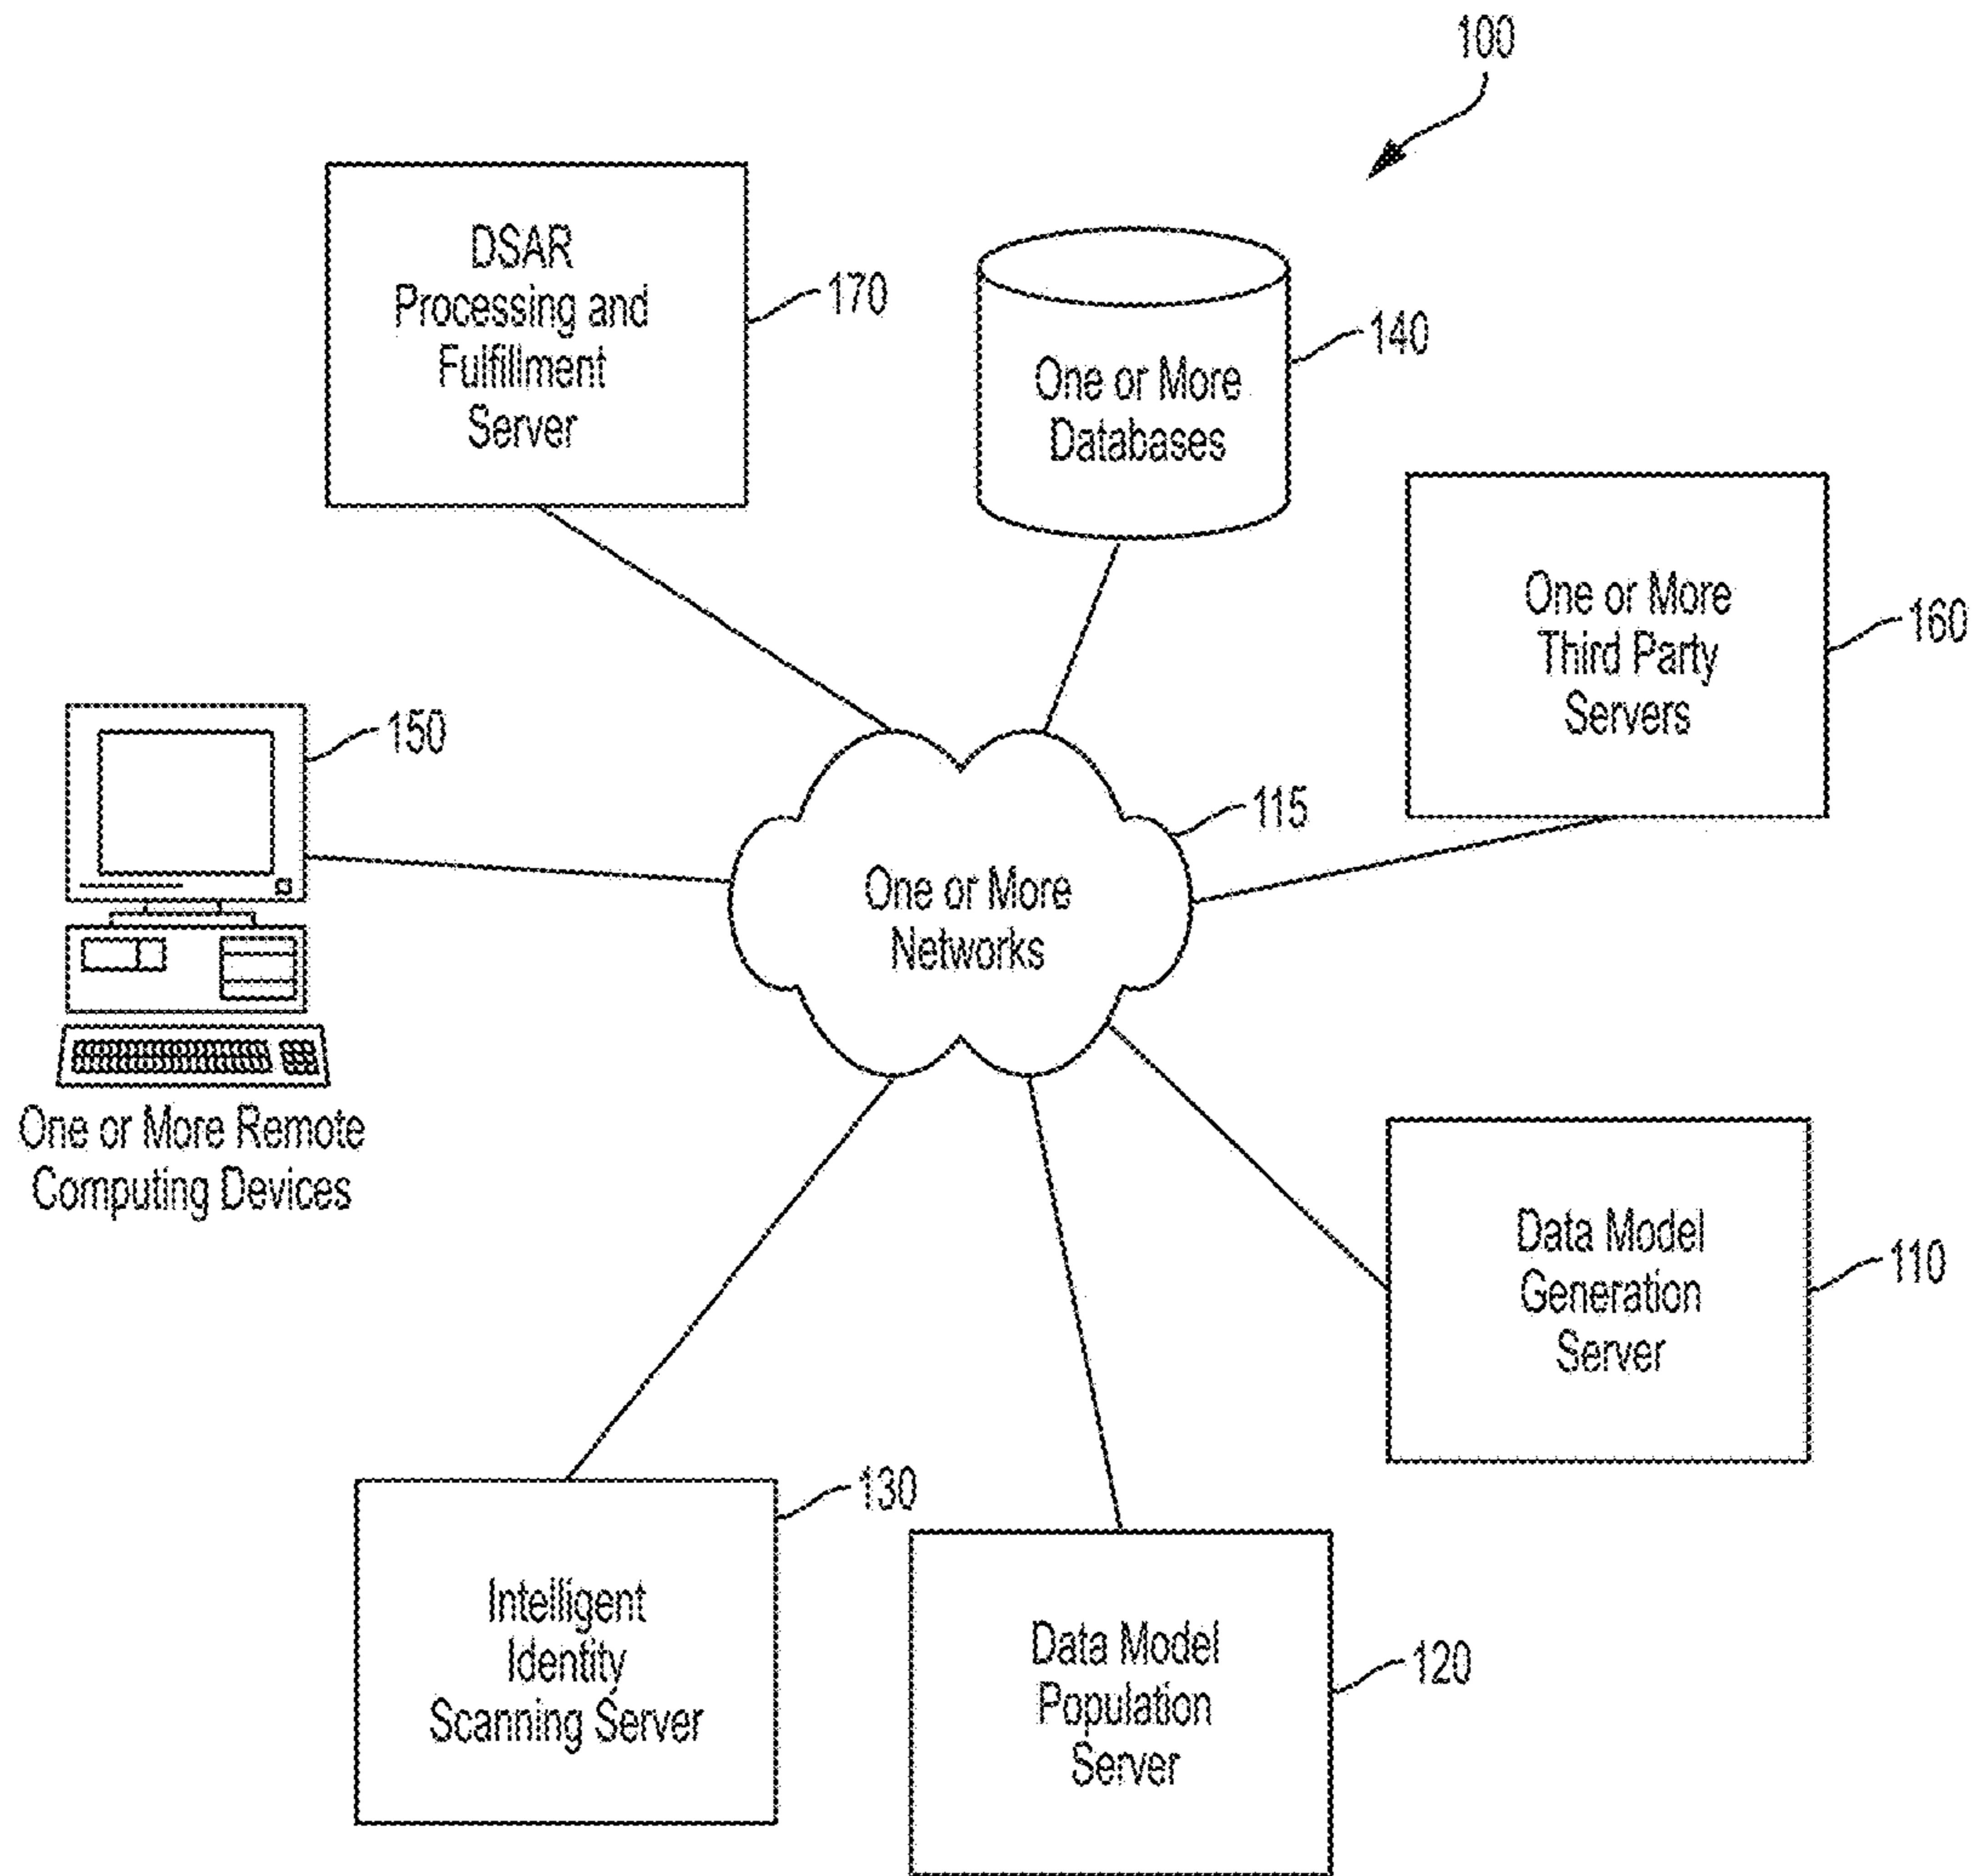 100
DSAR
Processing and
Fulfillment
Server
170
One or More
Databases
140
One or More
Third Party
Servers
160
150
One or More Remote
Computing Devices
115
One or More
Networks
Data Model
Generation
Server
110
Intelligent
Identity
Scanning Server
130
Data Model
Population
Server
120